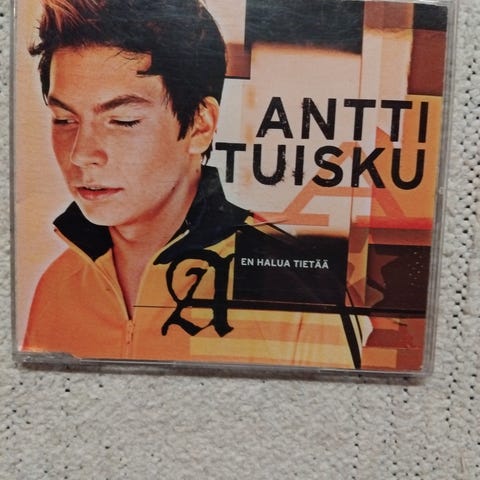 ANTTI
TUISKU
A
EN HALUA TIETÄÄ